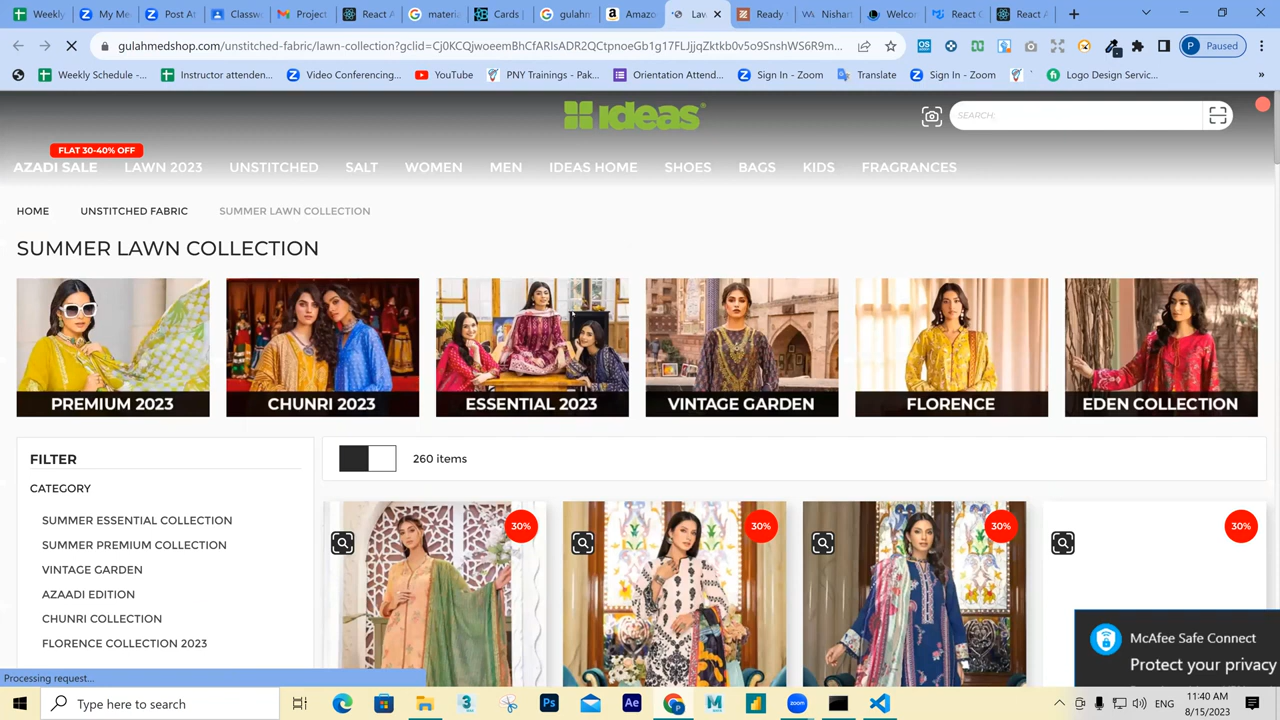 Weekly
My Me
Post At
Classw
Project
React A
materia
Cards |
gulahm
Amazo
Law
Ready
Nishart
Welcon
React C
React A
gulahmedshop.com/unstitched-fabric/lawn-collection?gclid=Cj0KCQjwoeemBhCfARIsADR2QCtpnoeGb1g17FLJjjqZktkb0v5o9SnshWS6R9m...
P Paused
Weekly Schedule -...
Instructor attenden...
Video Conferencing...
YouTube
PNY Trainings - Pak...
Orientation Attend...
Sign In - Zoom
Translate
Sign In - Zoom
Logo Design Servic...
»
ideas
SEARCH:
FLAT 30-40% OFF
AZADI SALE LAWN 2023 UNSTITCHED SALT WOMEN MEN IDEAS HOME SHOES BAGS KIDS FRAGRANCES
HOME UNSTITCHED FABRIC SUMMER LAWN COLLECTION
SUMMER LAWN COLLECTION
PREMIUM 2023
CHUNRI 2023
ESSENTIAL 2023
VINTAGE GARDEN
FLORENCE
EDEN COLLECTION
FILTER
260 items
CATEGORY
SUMMER ESSENTIAL COLLECTION
SUMMER PREMIUM COLLECTION
VINTAGE GARDEN
AZAADI EDITION
CHUNRI COLLECTION
FLORENCE COLLECTION 2023
30%
30%
30%
30%
McAfee Safe Connect
Protect your privacy
Processing request...
Type here to search
ENG
11:40 AM
8/15/2023